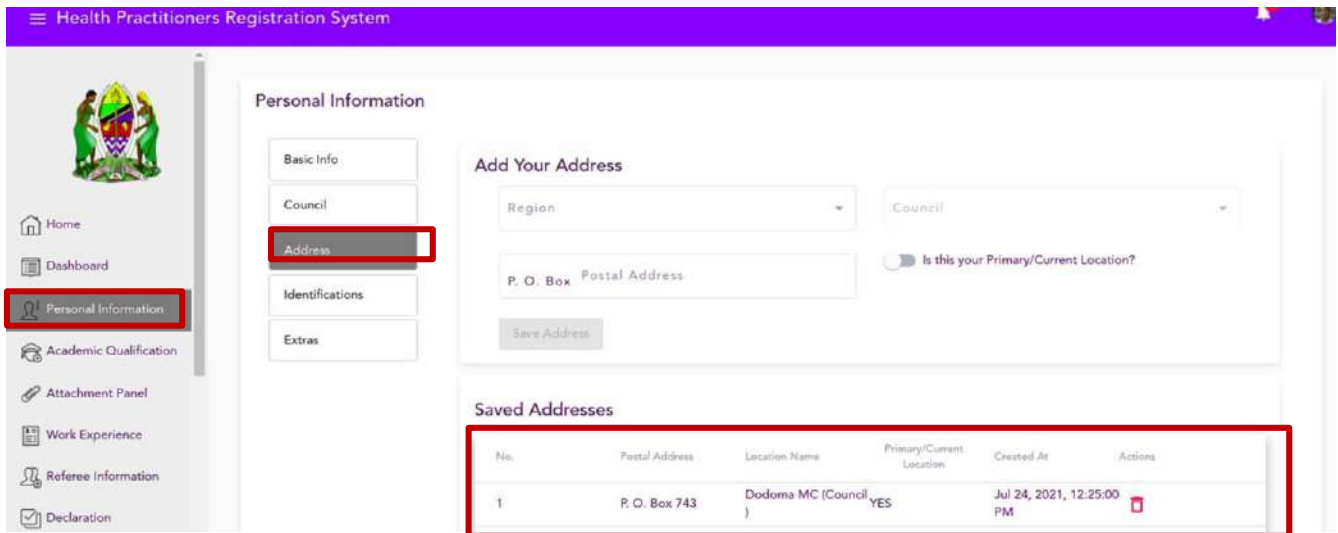 Health Practitioners Registration System
Home
Dashboard
Personal Information
Academic Qualification
Attachment Panel
Work Experience
Referee Information
Declaration
Personal Information
Basic Info
Council
Address
Identifications
Extras
Add Your Address
Region
Council
P. O. Box Postal Address
Is this your Primary/Current Location?
Save Address
Saved Addresses
No. Postal Address Location Name Primary/Current Location Created At Actions
1 P. O. Box 743 Dodoma MC (Council ) YES Jul 24, 2021, 12:25:00 PM